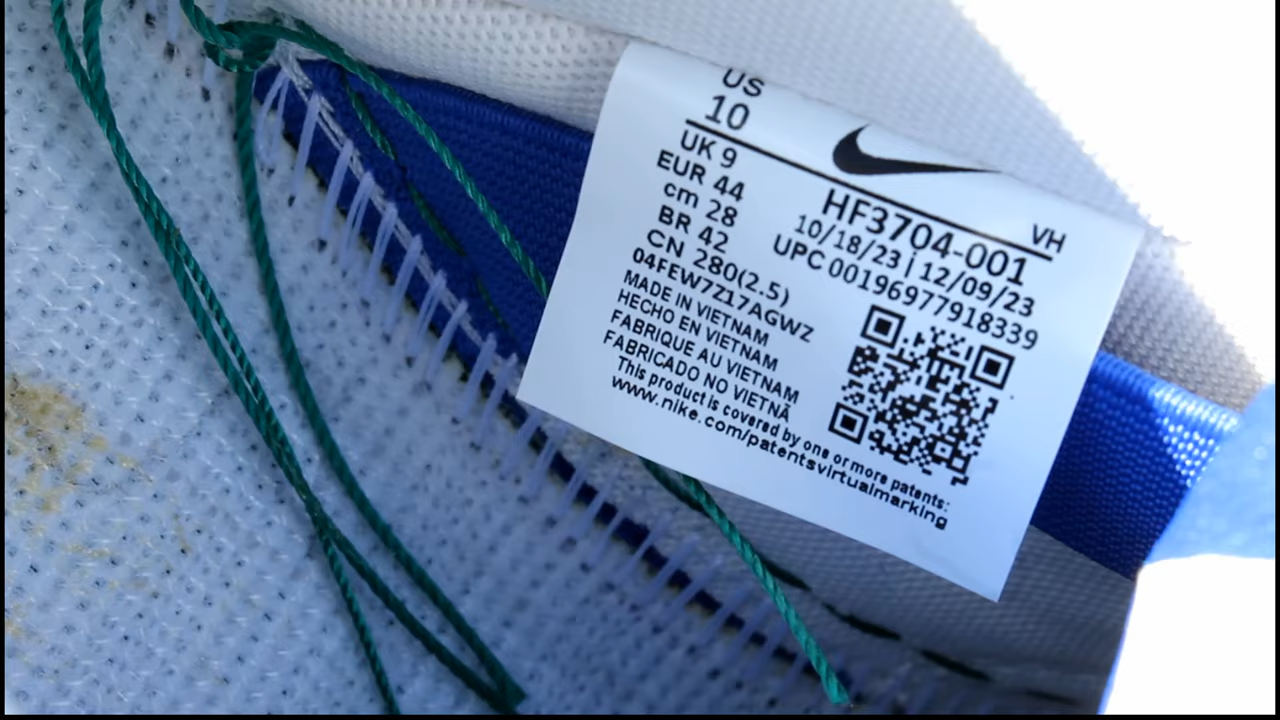 US
10
UK 9
EUR 44
cm 28
BR 42
CN 280(2.5)
04FEW7Z17AGWZ
MADE IN VIETNAM
HECHO EN VIETNAM
FABRIQUE AU VIETNAM
FABRICADO NO VIETNÃ
This product is covered by one or more patents:
www.nike.com/patentsvirtualmarking
VH
HF3704-001
10/18/23 | 12/09/23
UPC 00196977918339